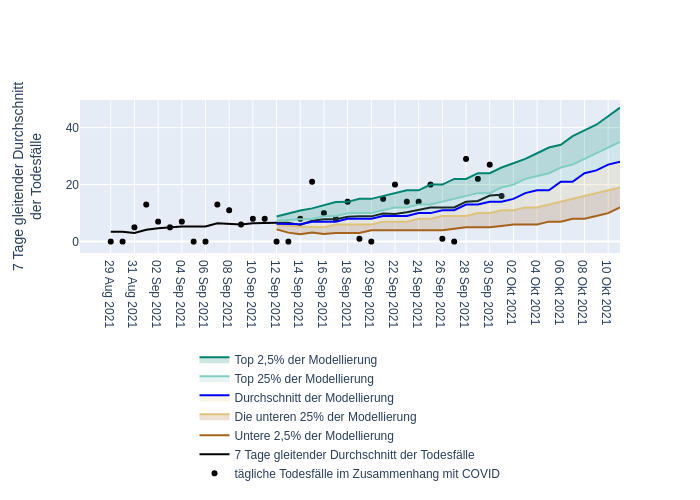 7 Tage gleitender Durchschnitt
der Todesfälle
40
20
0
29 Aug 2021
31 Aug 2021
02 Sep 2021
04 Sep 2021
06 Sep 2021
08 Sep 2021
10 Sep 2021
12 Sep 2021
14 Sep 2021
16 Sep 2021
18 Sep 2021
20 Sep 2021
22 Sep 2021
24 Sep 2021
26 Sep 2021
28 Sep 2021
30 Sep 2021
02 Okt 2021
04 Okt 2021
06 Okt 2021
08 Okt 2021
10 Okt 2021
Top 2,5% der Modellierung
Top 25% der Modellierung
Durchschnitt der Modellierung
Die unteren 25% der Modellierung
Untere 2,5% der Modellierung
7 Tage gleitender Durchschnitt der Todesfälle
tägliche Todesfälle im Zusammenhang mit COVID